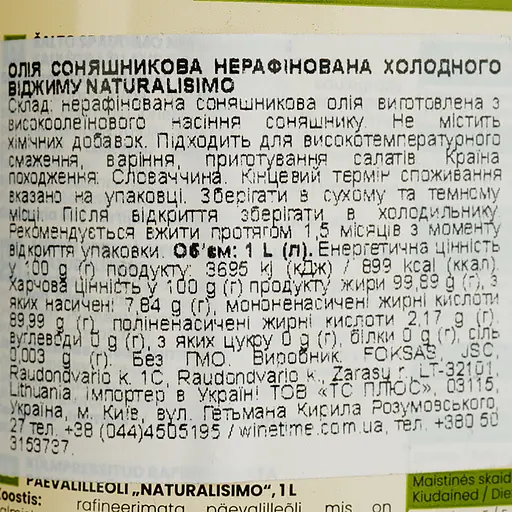 ОЛІЯ СОНЯШНИКОВА НЕРАФІНОВАНА ХОЛОДНОГО
ВІДЖИМУ NATURALISIMO
Склад: нерафінована соняшникова олія виготовлена з
високоолеїнового насіння соняшнику. Не містить
хімічних добавок. Підходить для високотемпературного
смаження, варіння, приготування салатів. Країна
походження: Словаччина. Кінцевий термін споживання
вказано на упаковці. Зберігати в сухому та темному
місці. Після відкриття зберігати в холодильнику.
Рекомендується вжити протягом 1,5 місяців з моменту
відкриття упаковки. Об'єм: 1 L (л). Енергетична цінність
у 100 g (г) продукту: 3695 kj (кДж) / 899 kcal (ккал).
Харчова цінність у 100 g (г) продукту жири 99,89 g (г), з
яких насичені 7,84 g (г), мононенасичені жирні кислоти
89,99 g (г), поліненасичені жирні кислоти 2,17 g (г),
вуглеводи 0 g (г), з яких цукру 0 g (г), білки 0 g (г), сіль
0,003 g (г). Без ГМО. Виробник: FOKSAS, JSC,
Raudondvario k. 1C, Raudondvario k., Zarasy r., LT-32101,
Lithuania, імпортер в Україні ТОВ «ТС ПЛЮС», 03115,
Україна, м. Київ, вул. Гетьмана Кирила Розумовського,
27 тел. +38 (044)4505195 / winetime.com.ua, тел. +380 50
3153737.
PAVELILLEÕLI „NATURALISIMO", 1 L
Koostis: rafineerimata päevalilleõli, mis on
Maistinės
Kiudained /